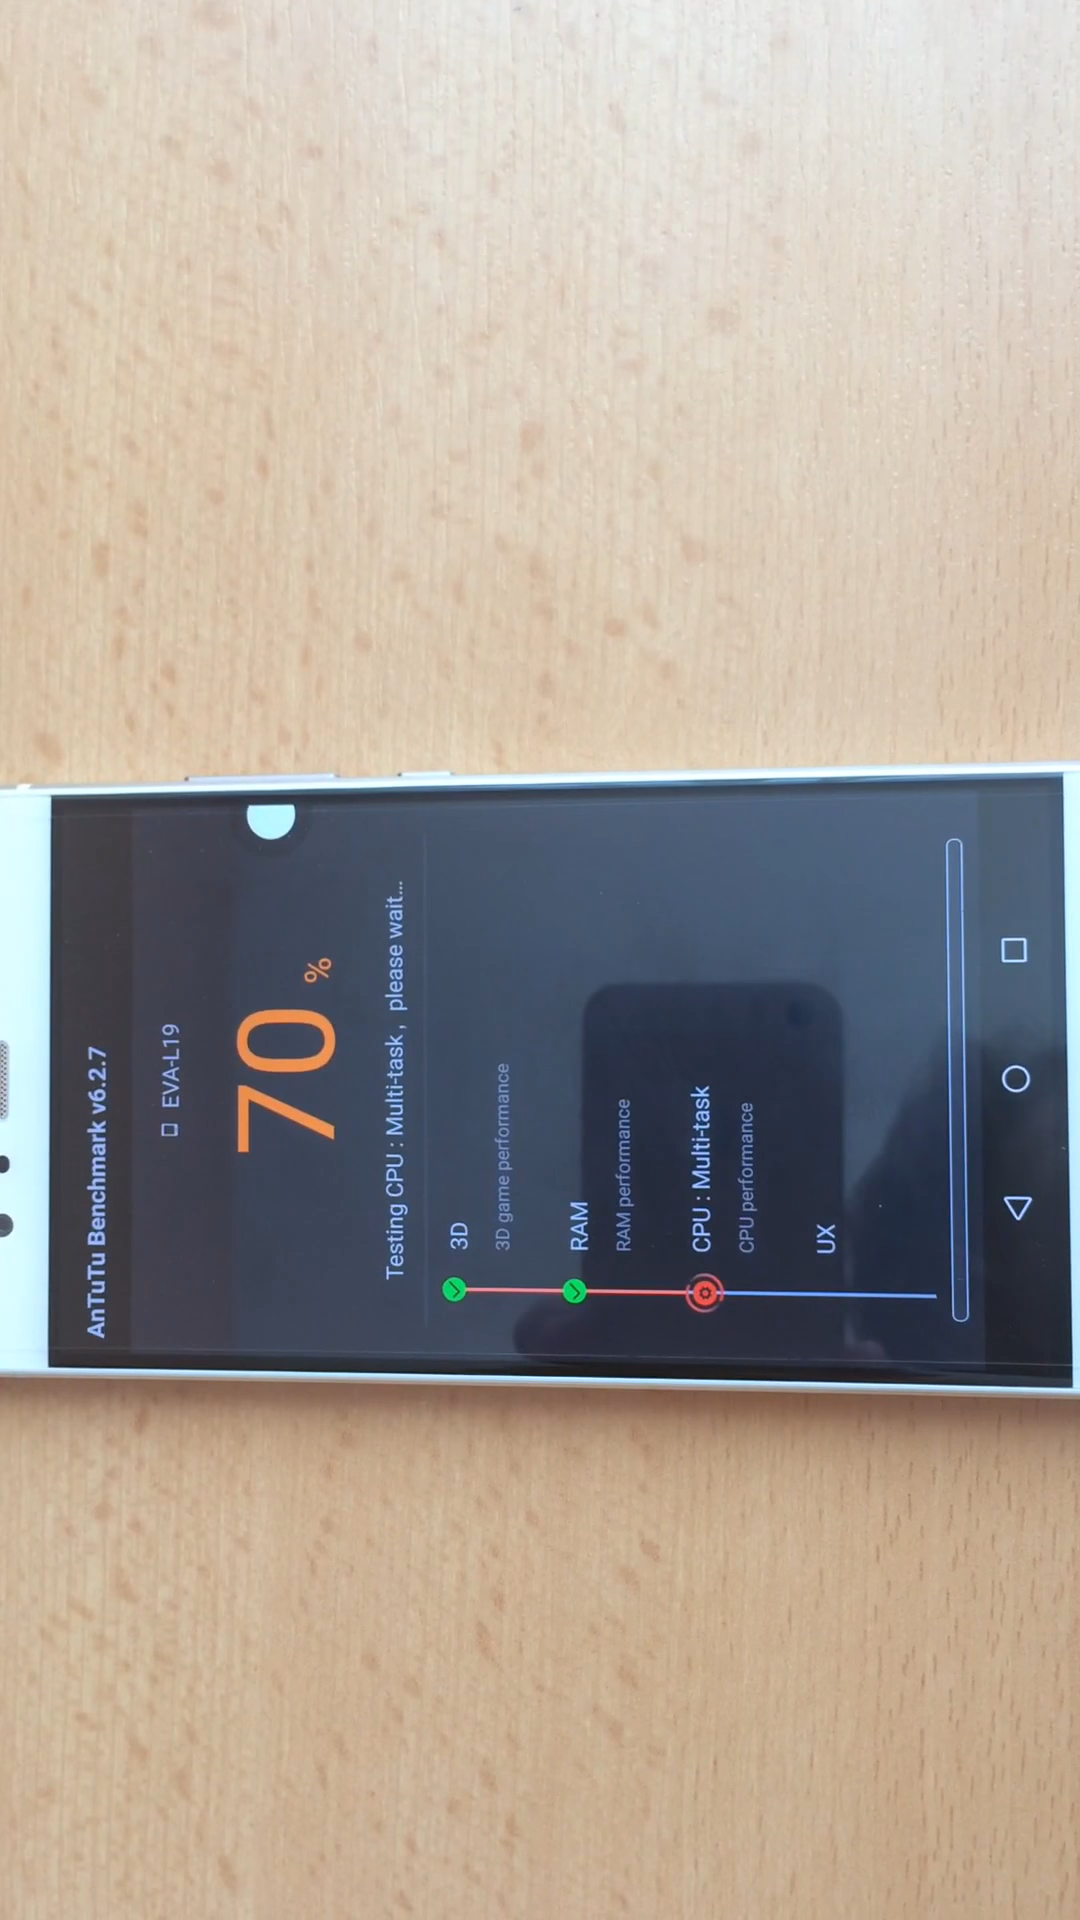 AnTuTu Benchmark v6.2.7
EVA-L19
70 %
Testing CPU : Multi-task, please wait...
3D
3D game performance
RAM
RAM performance
CPU : Multi-task
CPU performance
UX